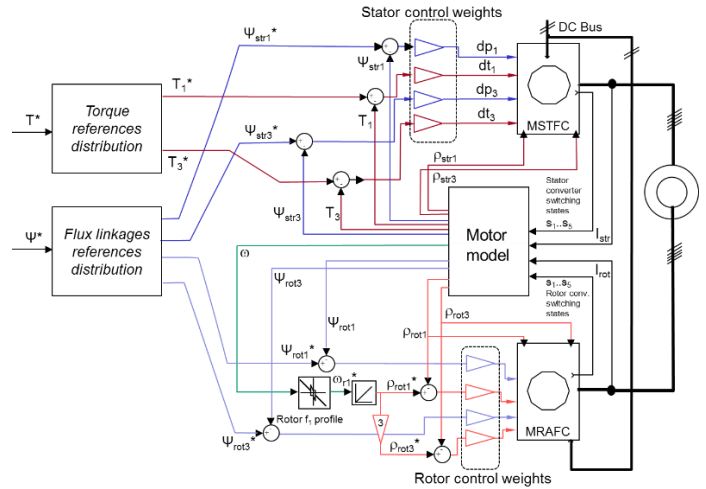 Stator control weights
DC Bus
Ψstr1*
Ψstr1
dp1
dt1
dp3
dt3
MSTFC
T*
Torque
references
distribution
T1*
T1
T3*
T3
Ψstr3*
Ψstr3
ρstr1
ρstr3
Stator
converter
switching
states
s1..s5
Istr
Ψ*
Flux linkages
references
distribution
Motor
model
ω
Irot
s1..s5
Rotor conv.
switching
states
Ψrot3
Ψrot1
ρrot3
ρrot1
Ψrot1*
ωr1*
ρrot1*
Rotor f1 profile
3
Ψrot3*
ρrot3*
MRAFC
Rotor control weights